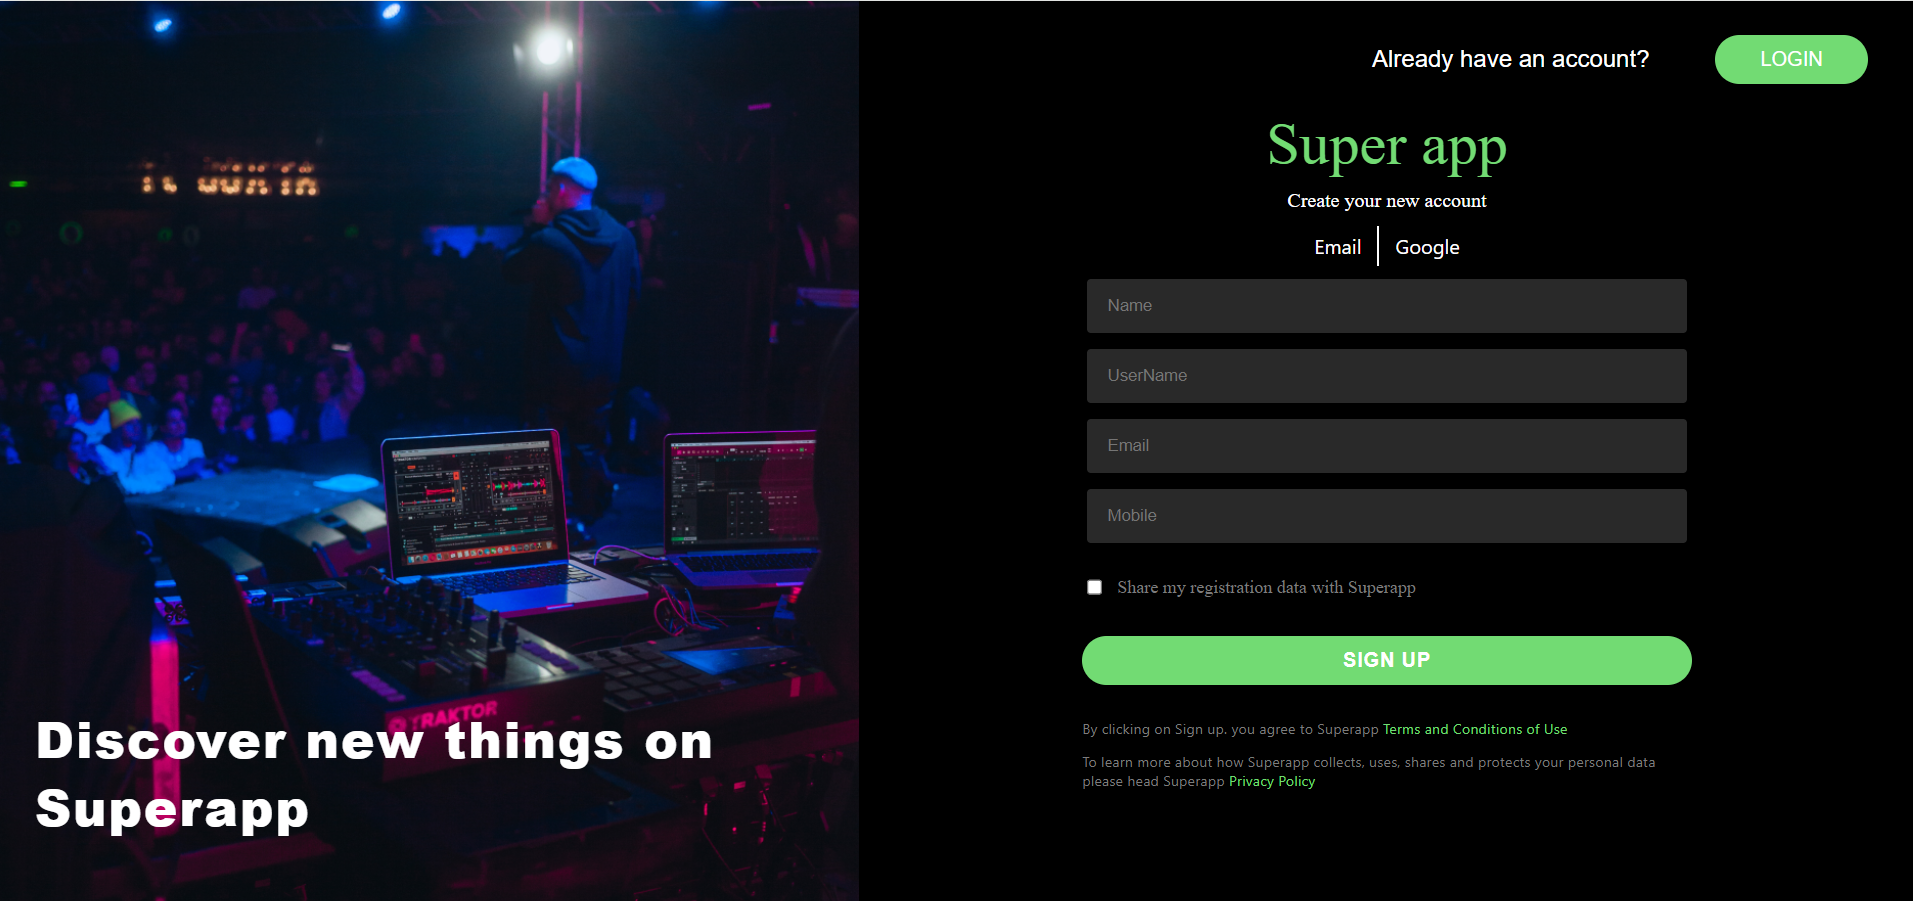 TRAKTOR
Discover new things on
Superapp
Already have an account?
LOGIN
Super app
Create your new account
Email
Google
Name
UserName
Email
Mobile
Share my registration data with Superapp
SIGN UP
By clicking on Sign up. you agree to Superapp Terms and Conditions of Use
To learn more about how Superapp collects, uses, shares and protects your personal data
please head Superapp Privacy Policy